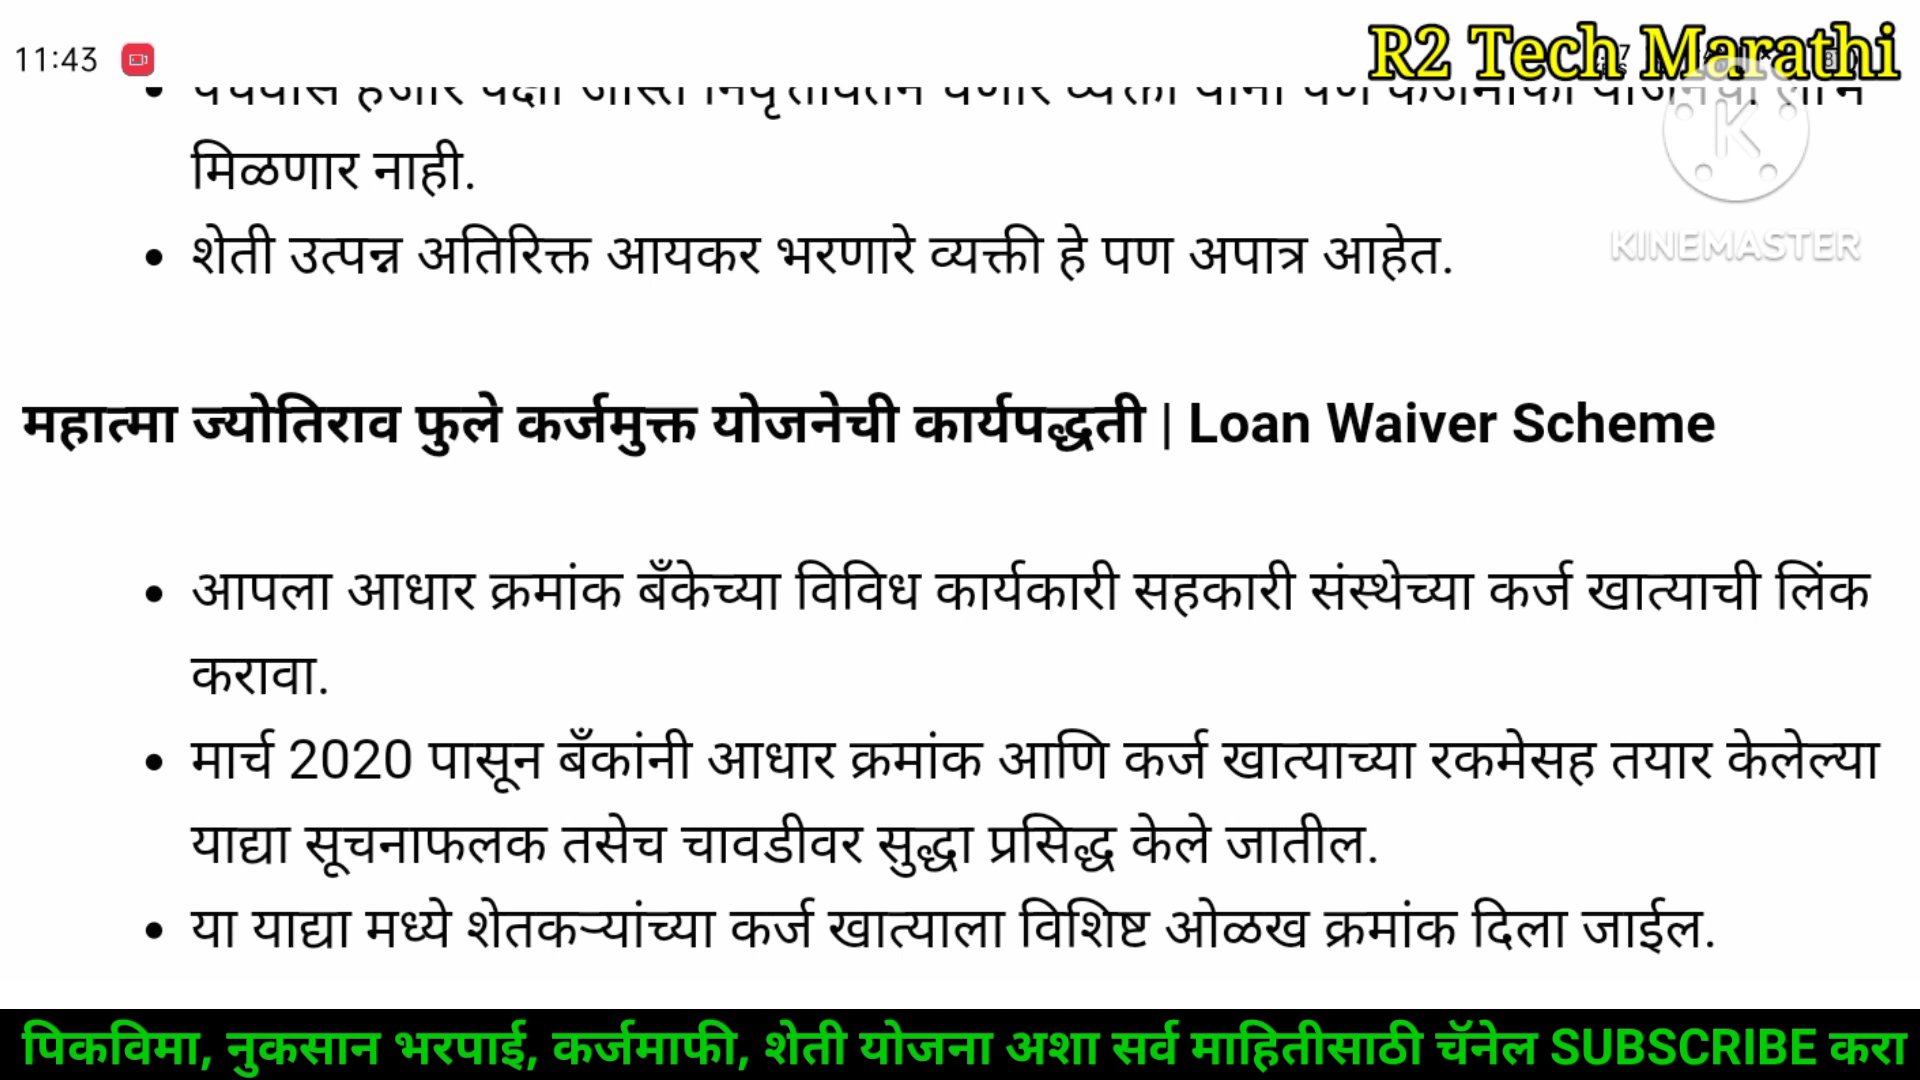 11:43
R2 Tech Marathi
मिळणार नाही.
• शेती उत्पन्न अतिरिक्त आयकर भरणारे व्यक्ती हे पण अपात्र आहेत.
KINEMASTER
महात्मा ज्योतिराव फुले कर्जमुक्त योजनेची कार्यपद्धती | Loan Waiver Scheme
• आपला आधार क्रमांक बँकेच्या विविध कार्यकारी सहकारी संस्थेच्या कर्ज खात्याची लिंक
करावा.
• मार्च 2020 पासून बँकांनी आधार क्रमांक आणि कर्ज खात्याच्या रकमेसह तयार केलेल्या
याद्या सूचनाफलक तसेच चावडीवर सुद्धा प्रसिद्ध केले जातील.
• या याद्या मध्ये शेतकऱ्यांच्या कर्ज खात्याला विशिष्ट ओळख क्रमांक दिला जाईल.
पिकविमा, नुकसान भरपाई, कर्जमाफी, शेती योजना अशा सर्व माहितीसाठी चॅनेल SUBSCRIBE करा